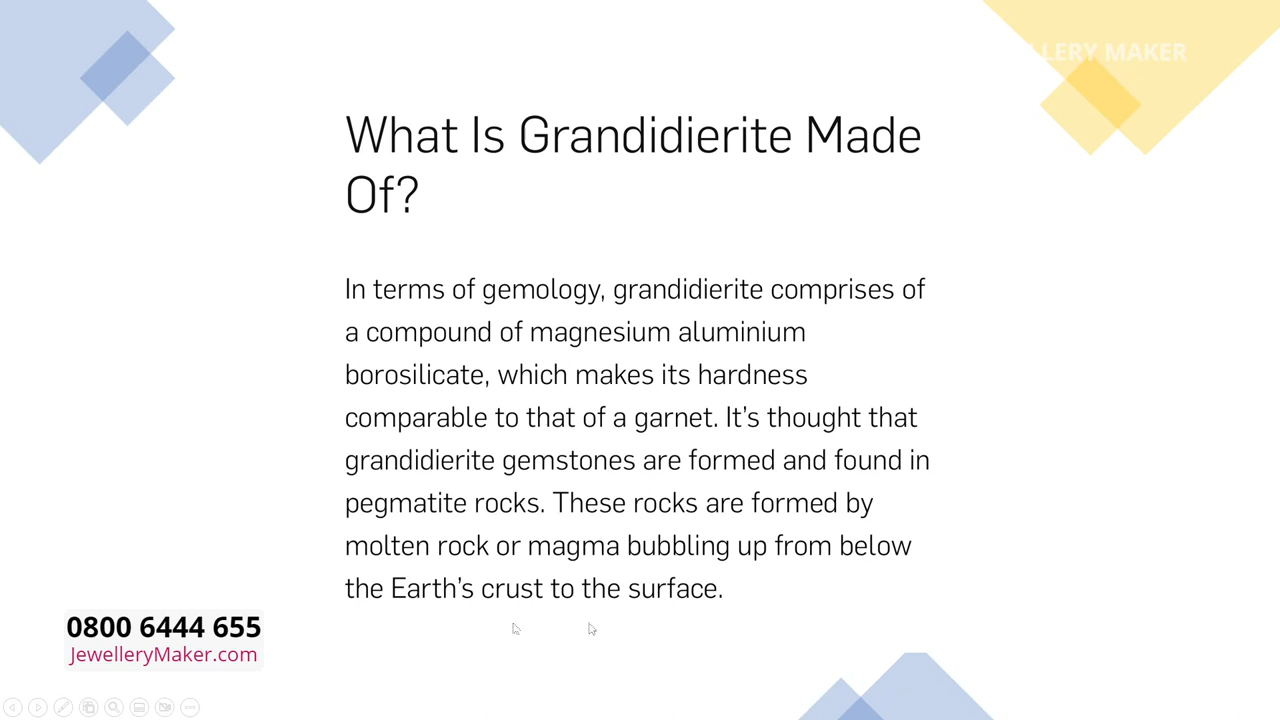 LLERY MAKER
What Is Grandidierite Made
Of?
In terms of gemology, grandidierite comprises of
a compound of magnesium aluminium
borosilicate, which makes its hardness
comparable to that of a garnet. It’s thought that
grandidierite gemstones are formed and found in
pegmatite rocks. These rocks are formed by
molten rock or magma bubbling up from below
the Earth’s crust to the surface.
0800 6444 655
JewelleryMaker.com